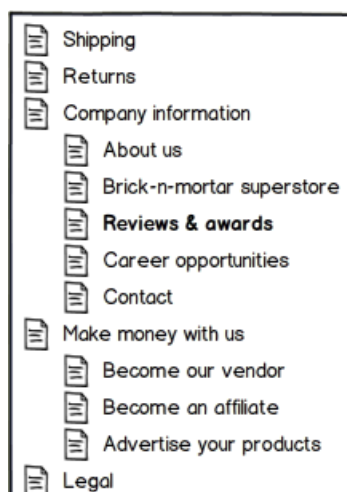 Shipping
Returns
Company information
About us
Brick-n-mortar superstore
Reviews & awards
Career opportunities
Contact
Make money with us
Become our vendor
Become an affiliate
Advertise your products
Legal